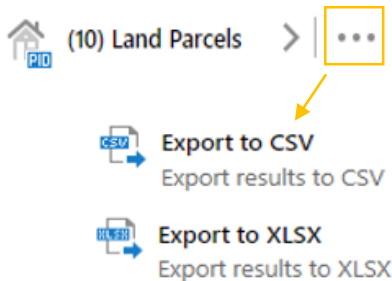 PID
(10) Land Parcels
CSV
Export to CSV
Export results to CSV
XLSX
Export to XLSX
Export results to XLSX